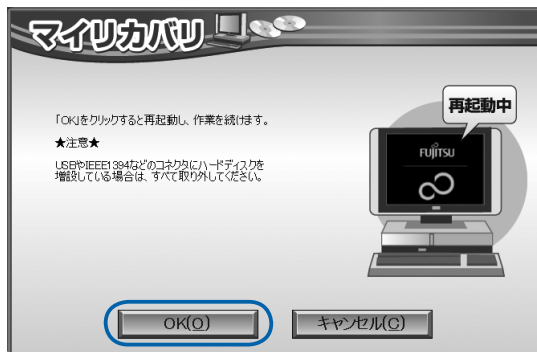 マイリカバリ
再起動中
FUJITSU
「OK」をクリックすると再起動し、作業を続けます。
★注意★
USBやIEEE1394などのコネクタにハードディスクを
増設している場合は、すべて取り外してください。
OK(O)
キャンセル(C)